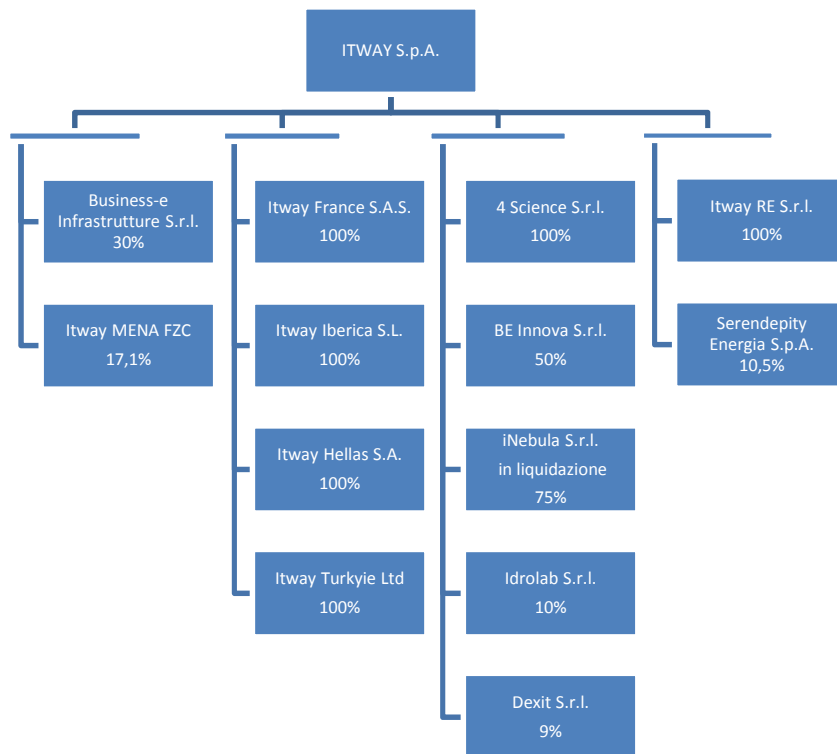 ITWAY S.p.A.
Business-e
Infrastrutture S.r.l.
30%
Itway MENA FZC
17,1%
Itway France S.A.S.
100%
Itway Iberica S.L.
100%
Itway Hellas S.A.
100%
Itway Turkyie Ltd
100%
4 Science S.r.l.
100%
BE Innova S.r.l.
50%
iNebula S.r.l.
in liquidazione
75%
Idrolab S.r.l.
10%
Dexit S.r.l.
9%
Itway RE S.r.l.
100%
Serendepity
Energia S.p.A.
10,5%